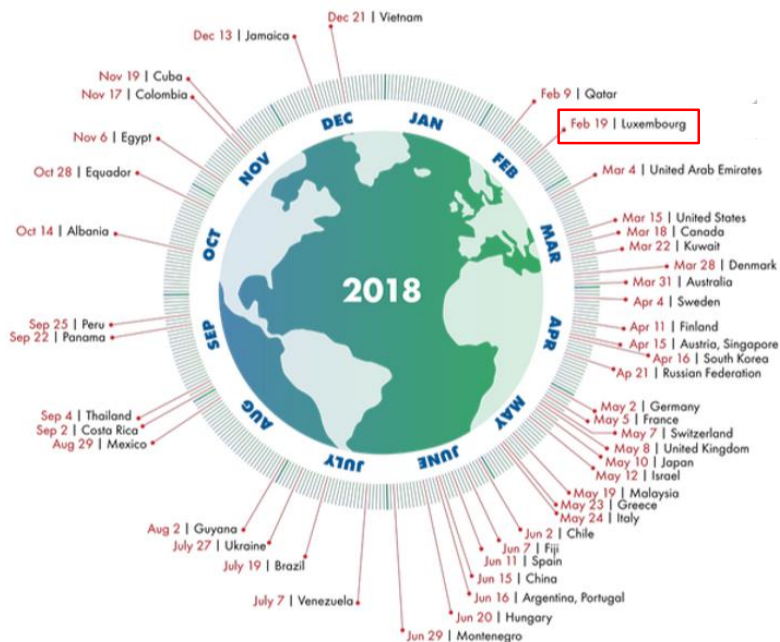 Dec 21 | Vietnam
Dec 13 | Jamaica
Nov 19 | Cuba
Nov 17 | Colombia
Nov 6 | Egypt
Oct 28 | Equador
Oct 14 | Albania
Sep 25 | Peru
Sep 22 | Panama
Sep 4 | Thailand
Sep 2 | Costa Rica
Aug 29 | Mexico
Aug 2 | Guyana
July 27 | Ukraine
July 19 | Brazil
July 7 | Venezuela
Feb 9 | Qatar
Feb 19 | Luxembourg
Mar 4 | United Arab Emirates
Mar 15 | United States
Mar 18 | Canada
Mar 22 | Kuwait
Mar 28 | Denmark
Mar 31 | Australia
Apr 4 | Sweden
Apr 11 | Finland
Apr 15 | Austria, Singapore
Apr 16 | South Korea
Ap 21 | Russian Federation
May 2 | Germany
May 5 | France
May 7 | Switzerland
May 8 | United Kingdom
May 10 | Japan
May 12 | Israel
May 19 | Malaysia
May 23 | Greece
May 24 | Italy
Jun 2 | Chile
Jun 7 | Fiji
Jun 11 | Spain
Jun 15 | China
Jun 16 | Argentina, Portugal
Jun 20 | Hungary
Jun 29 | Montenegro
JAN
FEB
MAR
APR
MAY
JUNE
JULY
AUG
SEP
OCT
NOV
DEC
2018